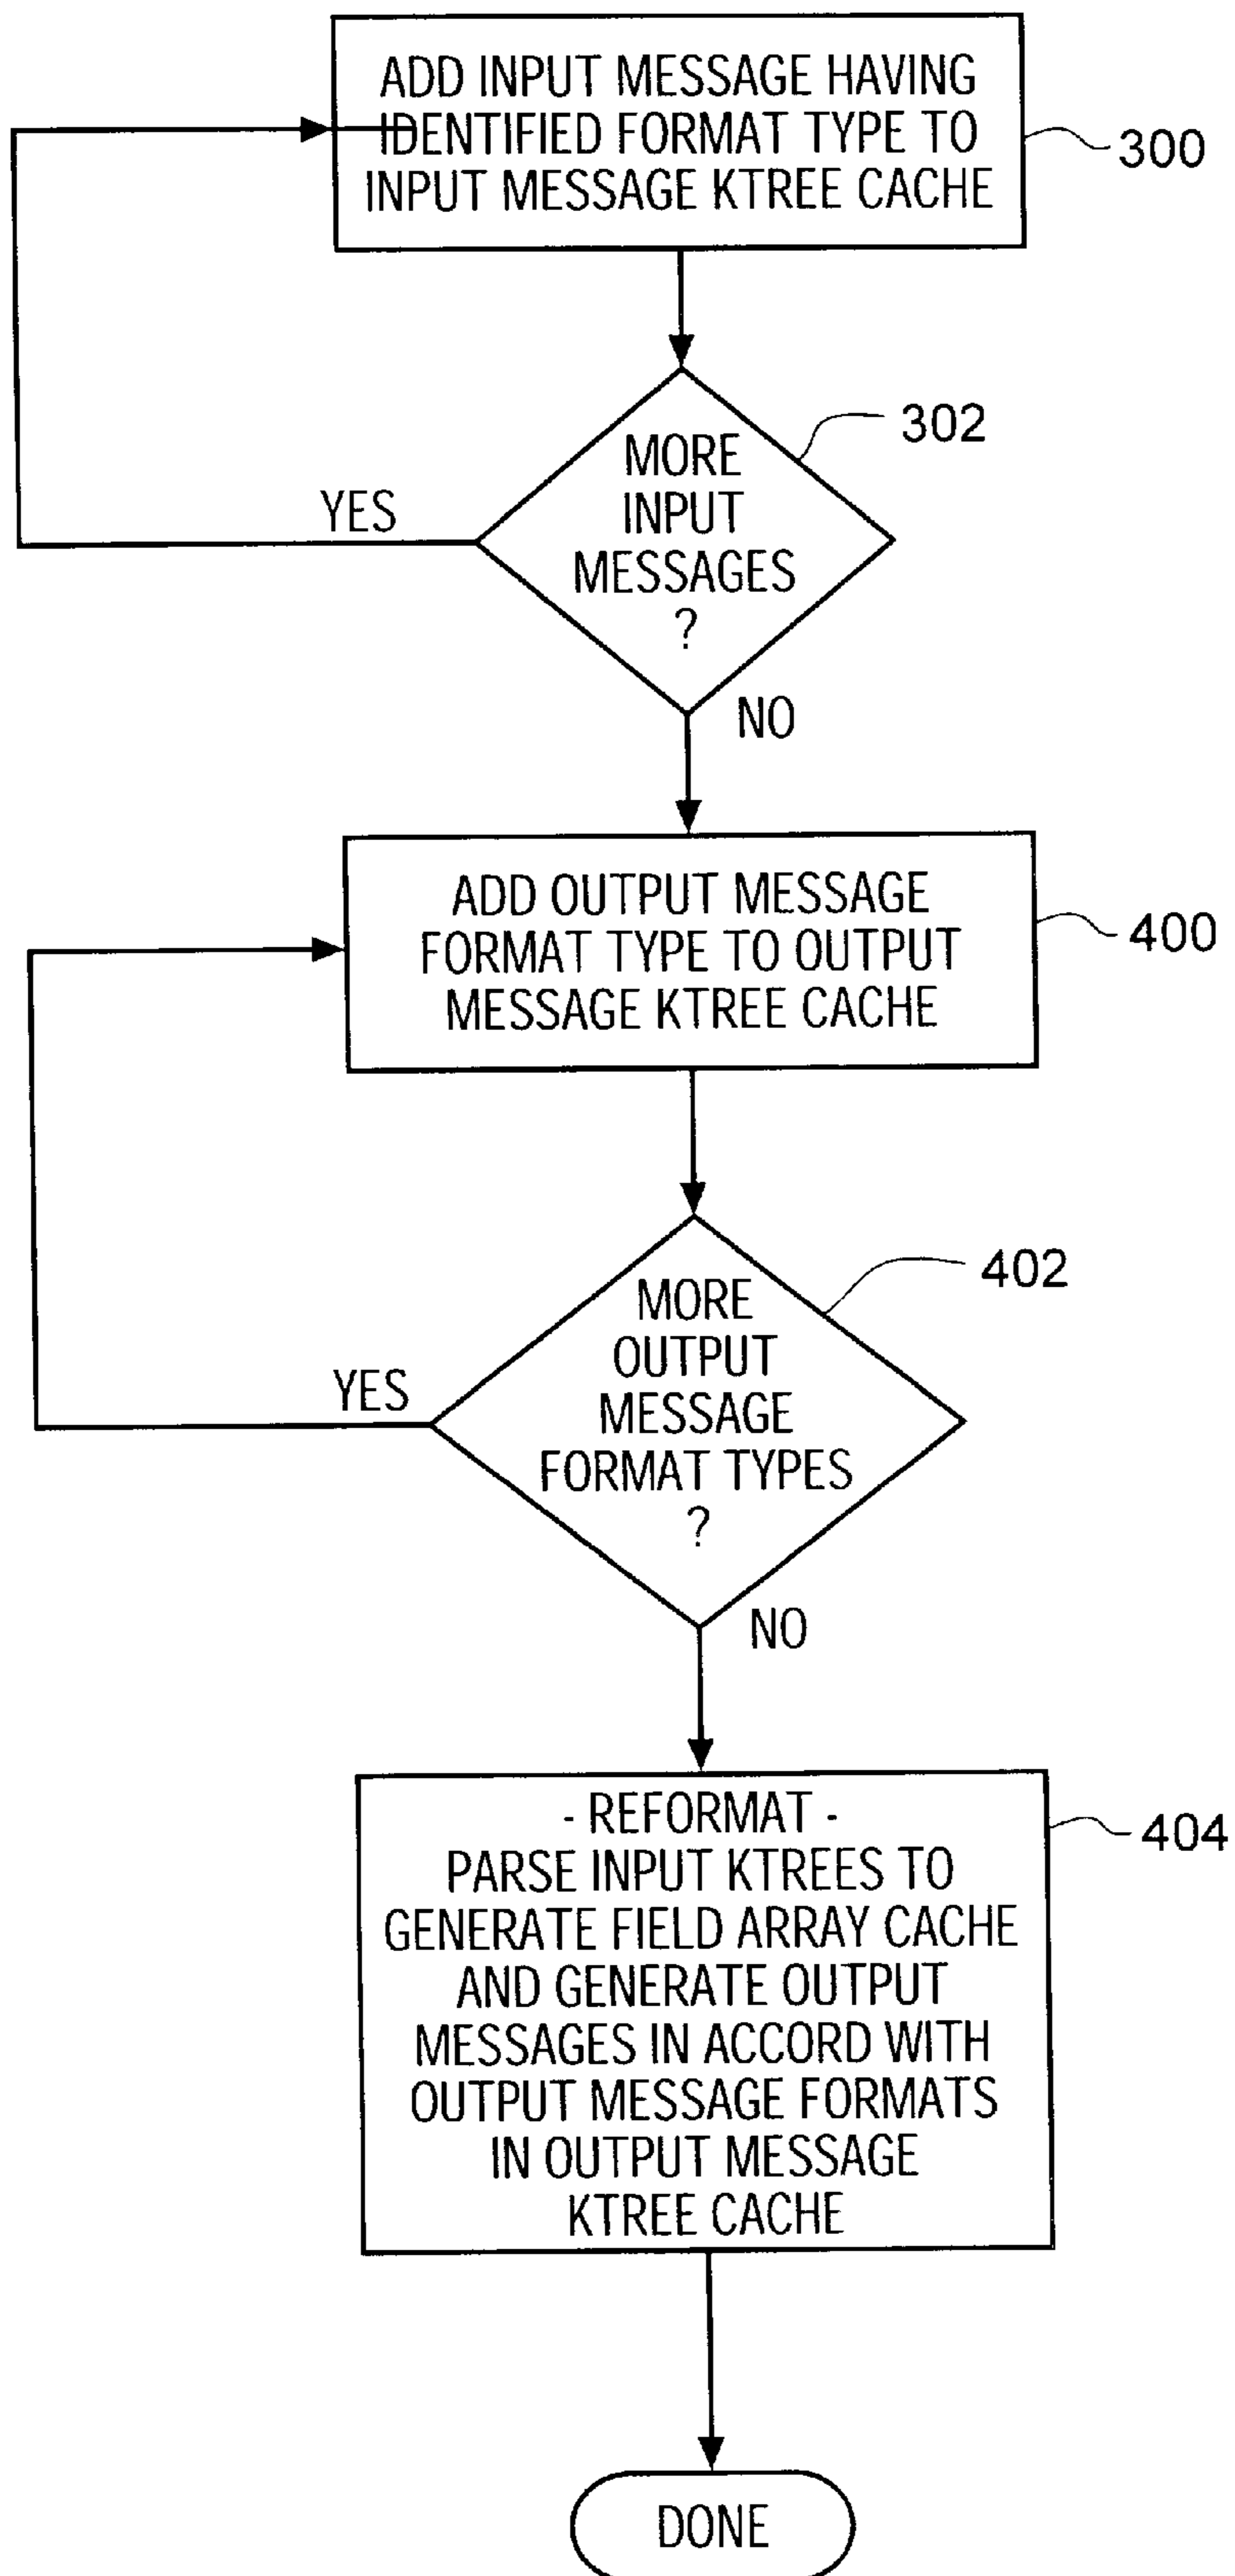 ADD INPUT MESSAGE HAVING
IDENTIFIED FORMAT TYPE TO
INPUT MESSAGE KTREE CACHE
300
302
MORE
INPUT
MESSAGES
?
YES
NO
ADD OUTPUT MESSAGE
FORMAT TYPE TO OUTPUT
MESSAGE KTREE CACHE
400
402
MORE
OUTPUT
MESSAGE
FORMAT TYPES
?
YES
NO
- REFORMAT -
PARSE INPUT KTREES TO
GENERATE FIELD ARRAY CACHE
AND GENERATE OUTPUT
MESSAGES IN ACCORD WITH
OUTPUT MESSAGE FORMATS
IN OUTPUT MESSAGE
KTREE CACHE
404
DONE